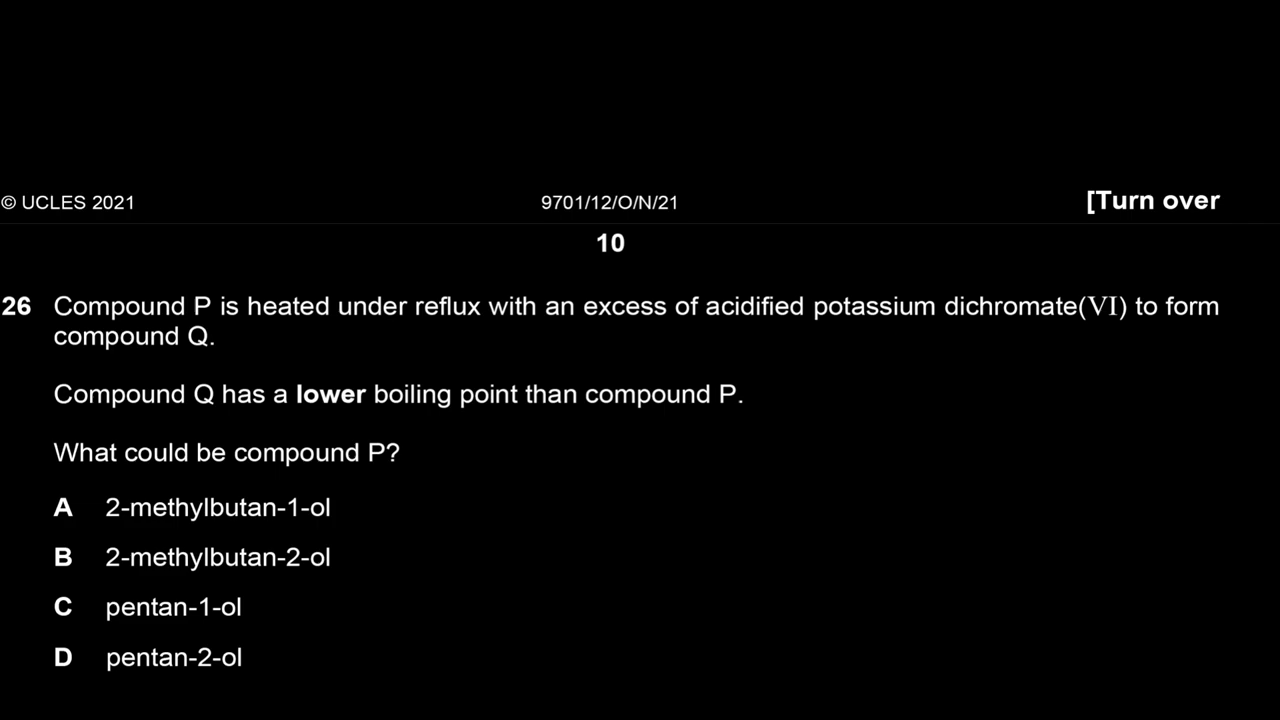 © UCLES 2021 9701/12/O/N/21 [Turn over
10
26 Compound P is heated under reflux with an excess of acidified potassium dichromate(VI) to form
compound Q.
Compound Q has a lower boiling point than compound P.
What could be compound P?
A 2-methylbutan-1-ol
B 2-methylbutan-2-ol
C pentan-1-ol
D pentan-2-ol